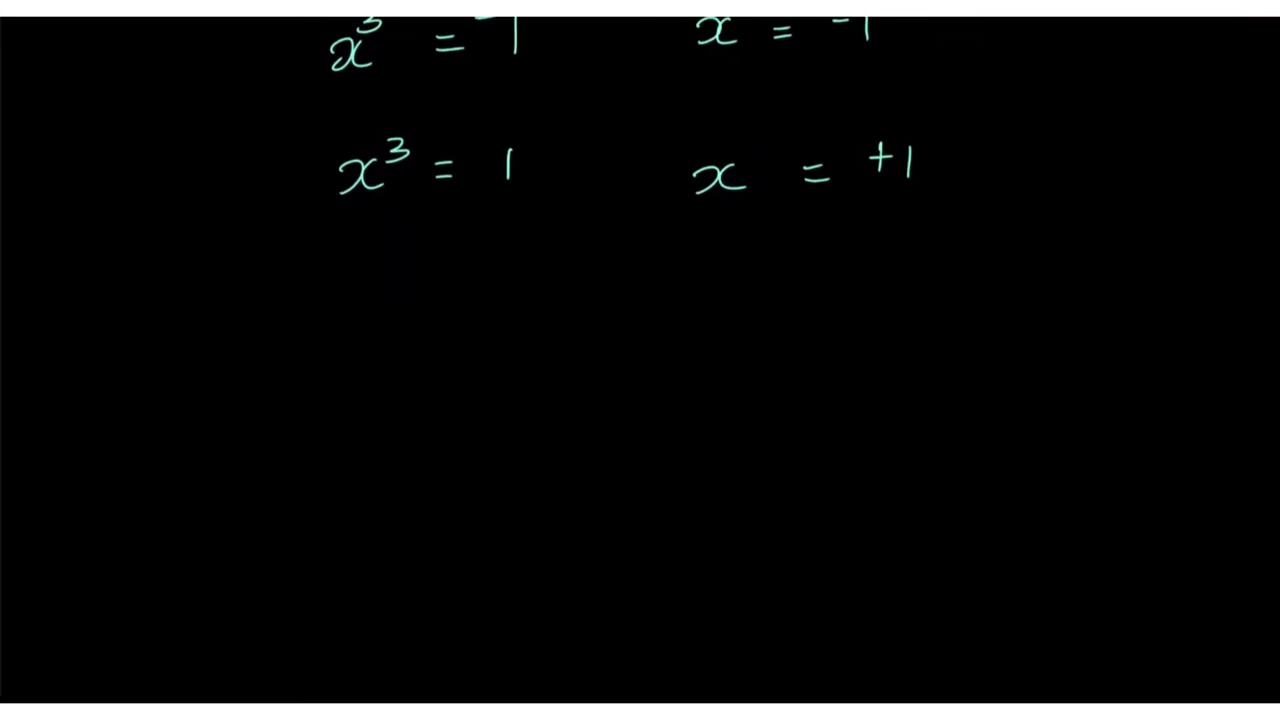 x³ = -1 x = -1
x³ = 1 x = +1